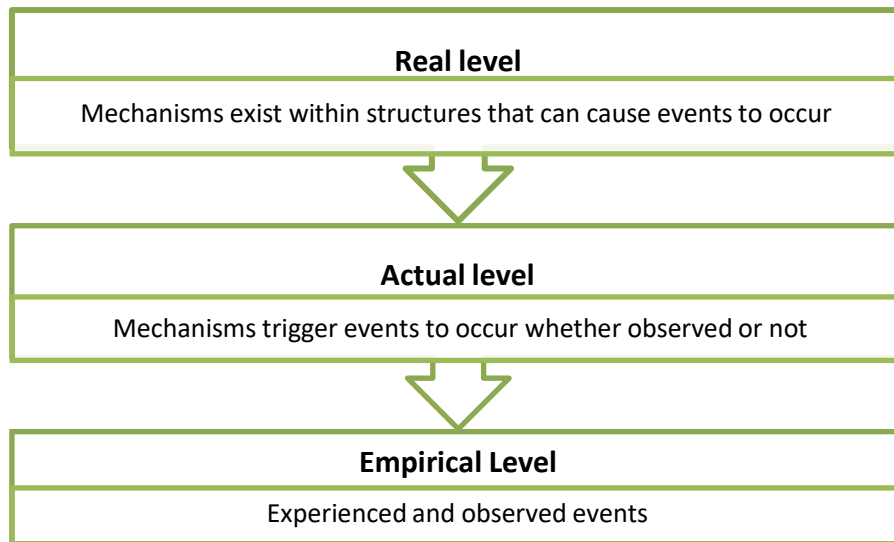 Real level
Mechanisms exist within structures that can cause events to occur
Actual level
Mechanisms trigger events to occur whether observed or not
Empirical Level
Experienced and observed events